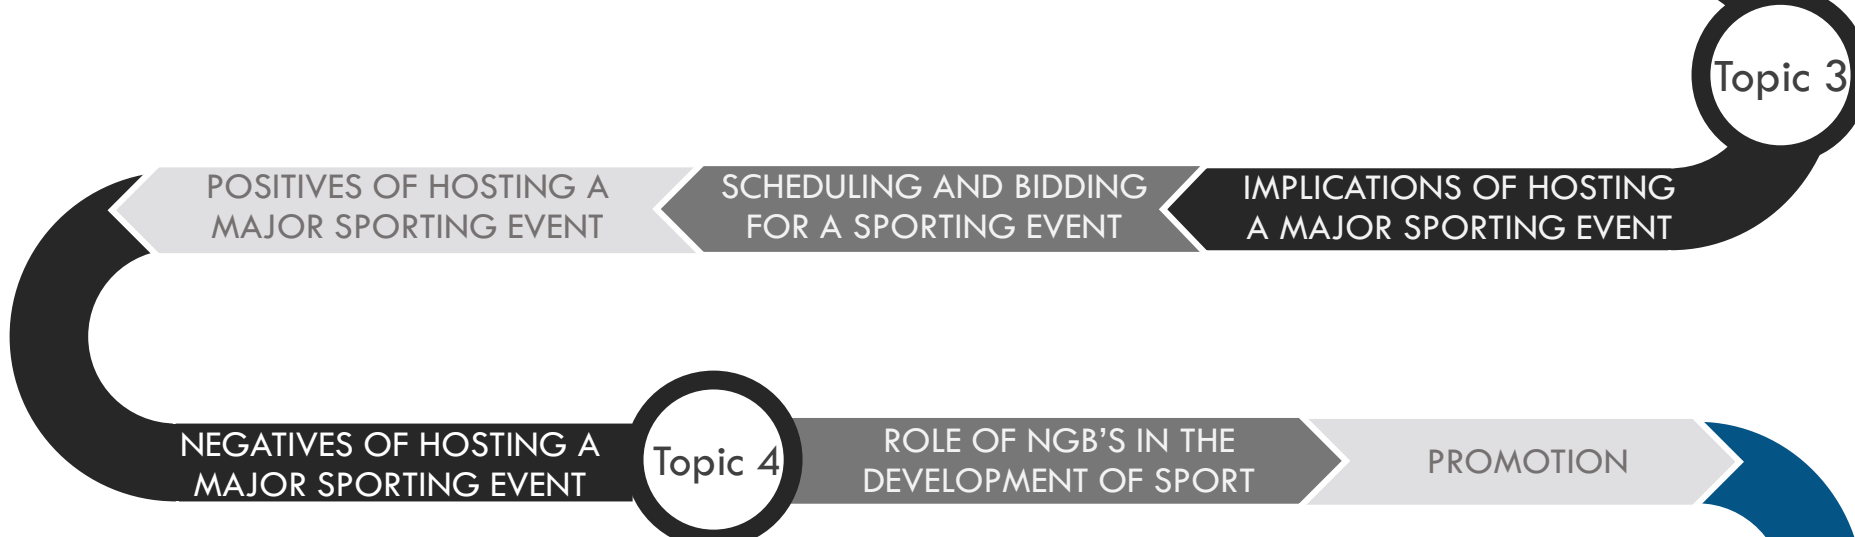 Topic 3
IMPLICATIONS OF HOSTING
A MAJOR SPORTING EVENT
SCHEDULING AND BIDDING
FOR A SPORTING EVENT
POSITIVES OF HOSTING A
MAJOR SPORTING EVENT
NEGATIVES OF HOSTING A
MAJOR SPORTING EVENT
Topic 4
ROLE OF NGB'S IN THE
DEVELOPMENT OF SPORT
PROMOTION